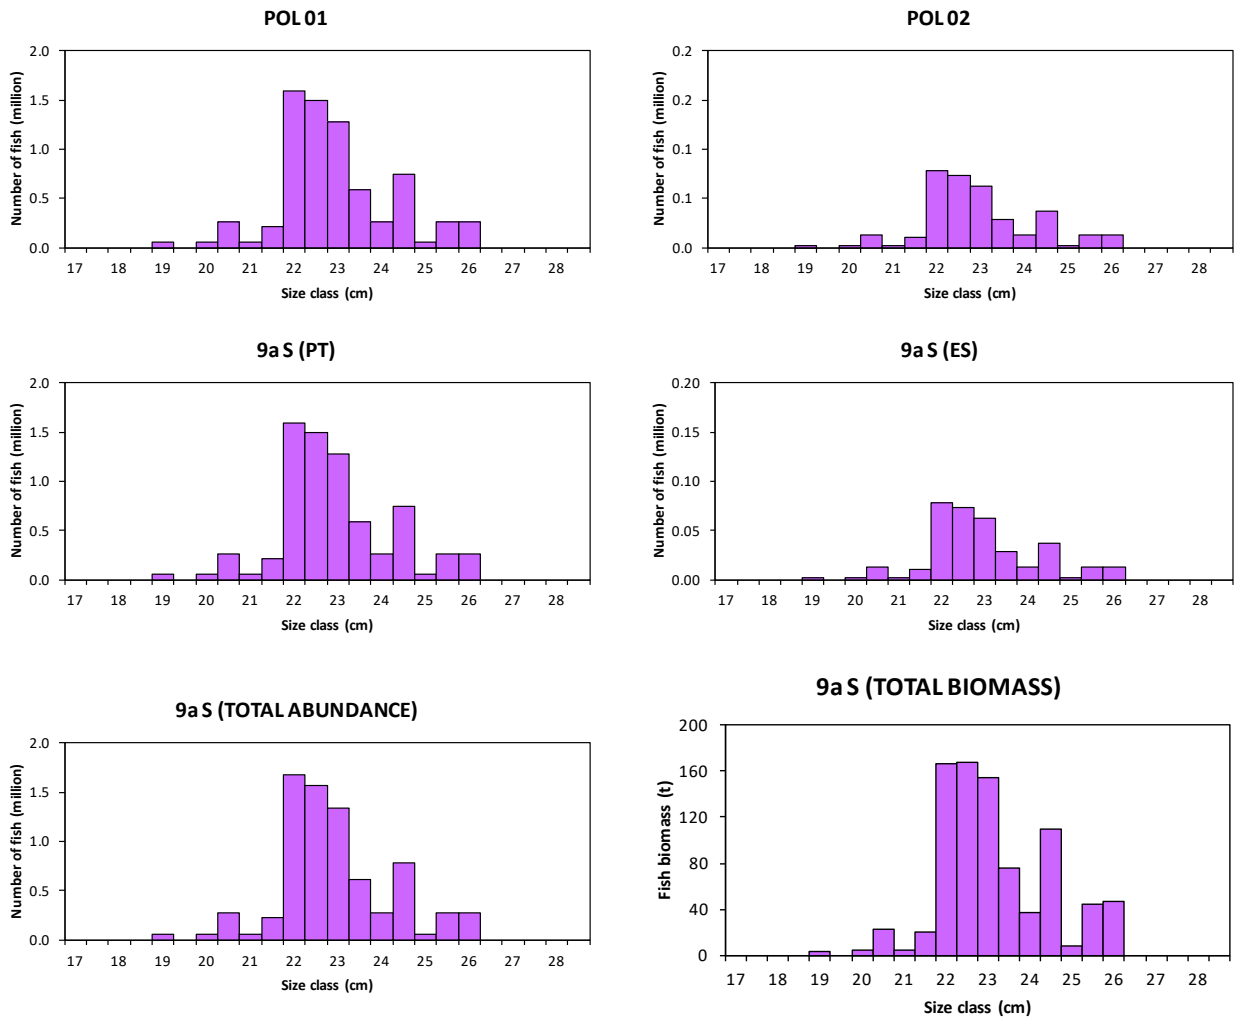 POL 01
2.0
1.5
1.0
0.5
0.0
Number of fish (million)
17 18 19 20 21 22 23 24 25 26 27 28
Size class (cm)
POL 02
0.2
0.2
0.1
0.1
0.0
Number of fish (million)
17 18 19 20 21 22 23 24 25 26 27 28
Size class (cm)
9a S (PT)
2.0
1.5
1.0
0.5
0.0
Number of fish (million)
17 18 19 20 21 22 23 24 25 26 27 28
Size class (cm)
9a S (ES)
0.20
0.15
0.10
0.05
0.00
Number of fish (million)
17 18 19 20 21 22 23 24 25 26 27 28
Size class (cm)
9a S (TOTAL ABUNDANCE)
2.0
1.5
1.0
0.5
0.0
Number of fish (million)
17 18 19 20 21 22 23 24 25 26 27 28
Size class (cm)
9a S (TOTAL BIOMASS)
200
160
120
80
40
0
Fish biomass (t)
17 18 19 20 21 22 23 24 25 26 27 28
Size class (cm)